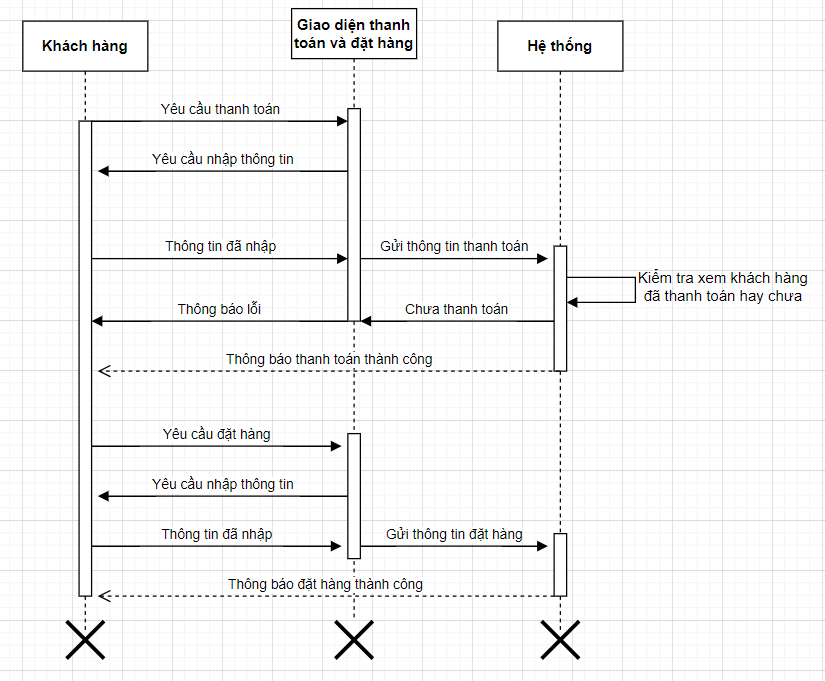 Khách hàng
Giao diện thanh
toán và đặt hàng
Hệ thống
Yêu cầu thanh toán
Yêu cầu nhập thông tin
Thông tin đã nhập
Gửi thông tin thanh toán
Kiểm tra xem khách hàng
đã thanh toán hay chưa
Thông báo lỗi
Chưa thanh toán
Thông báo thanh toán thành công
Yêu cầu đặt hàng
Yêu cầu nhập thông tin
Thông tin đã nhập
Gửi thông tin đặt hàng
Thông báo đặt hàng thành công